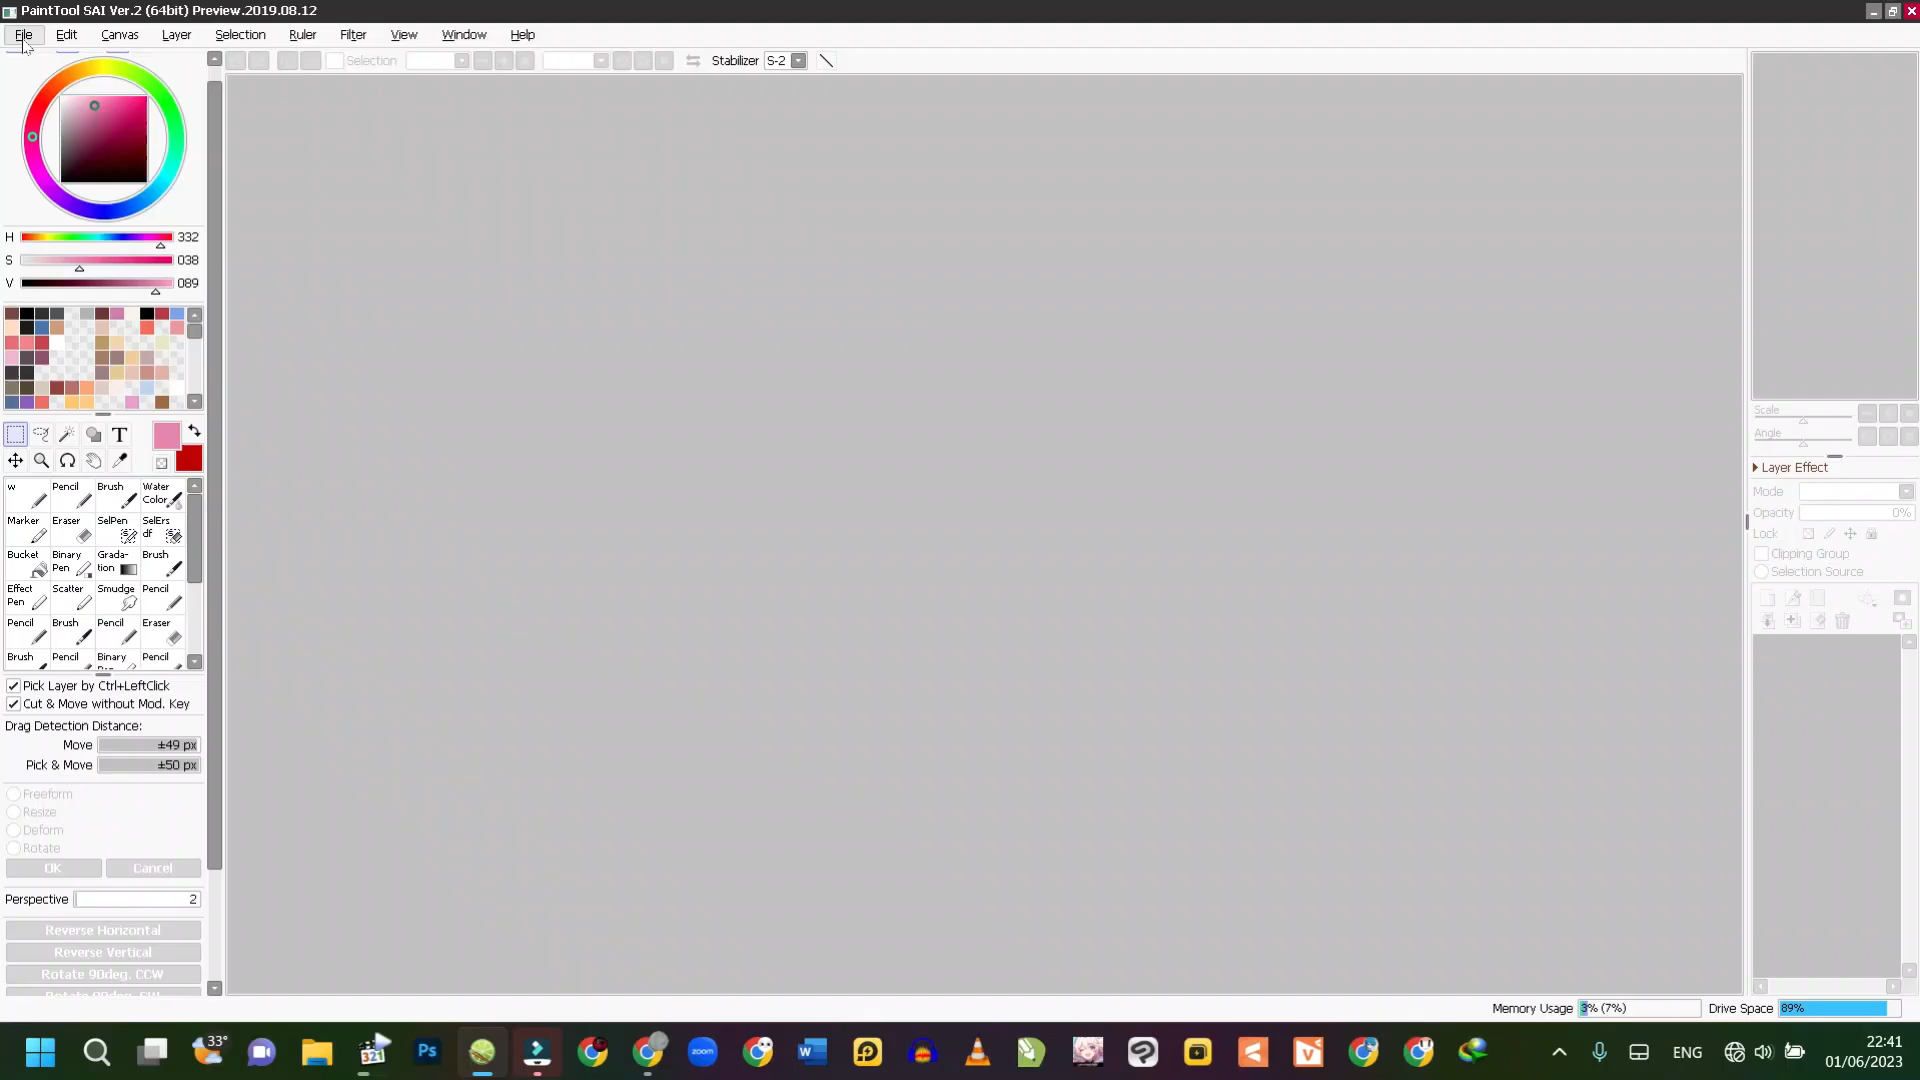 PaintTool SAI Ver.2 (64bit) Preview.2019.08.12
File Edit Canvas Layer Selection Ruler Filter View Window Help
Selection Stabilizer S-2
H 332
S 038
V 089
T
w Pencil Brush Water Color
Marker Eraser SelPen SelErs df
Bucket Binary Pen Grada-tion Brush
Effect Pen Scatter Smudge Pencil
Pencil Brush Pencil Eraser
Brush Pencil Binary Pencil
Pick Layer by Ctrl+LeftClick
Cut & Move without Mod. Key
Drag Detection Distance:
Move ±49 px
Pick & Move ±50 px
Freeform
Resize
Deform
Rotate
OK Cancel
Perspective 2
Reverse Horizontal
Reverse Vertical
Rotate 90deg. CCW
Scale
Angle
Layer Effect
Mode
Opacity 0%
Lock
Clipping Group
Selection Source
Memory Usage 3% (7%) Drive Space 89%
33° 321 Ps zoom W ENG 22:41
01/06/2023